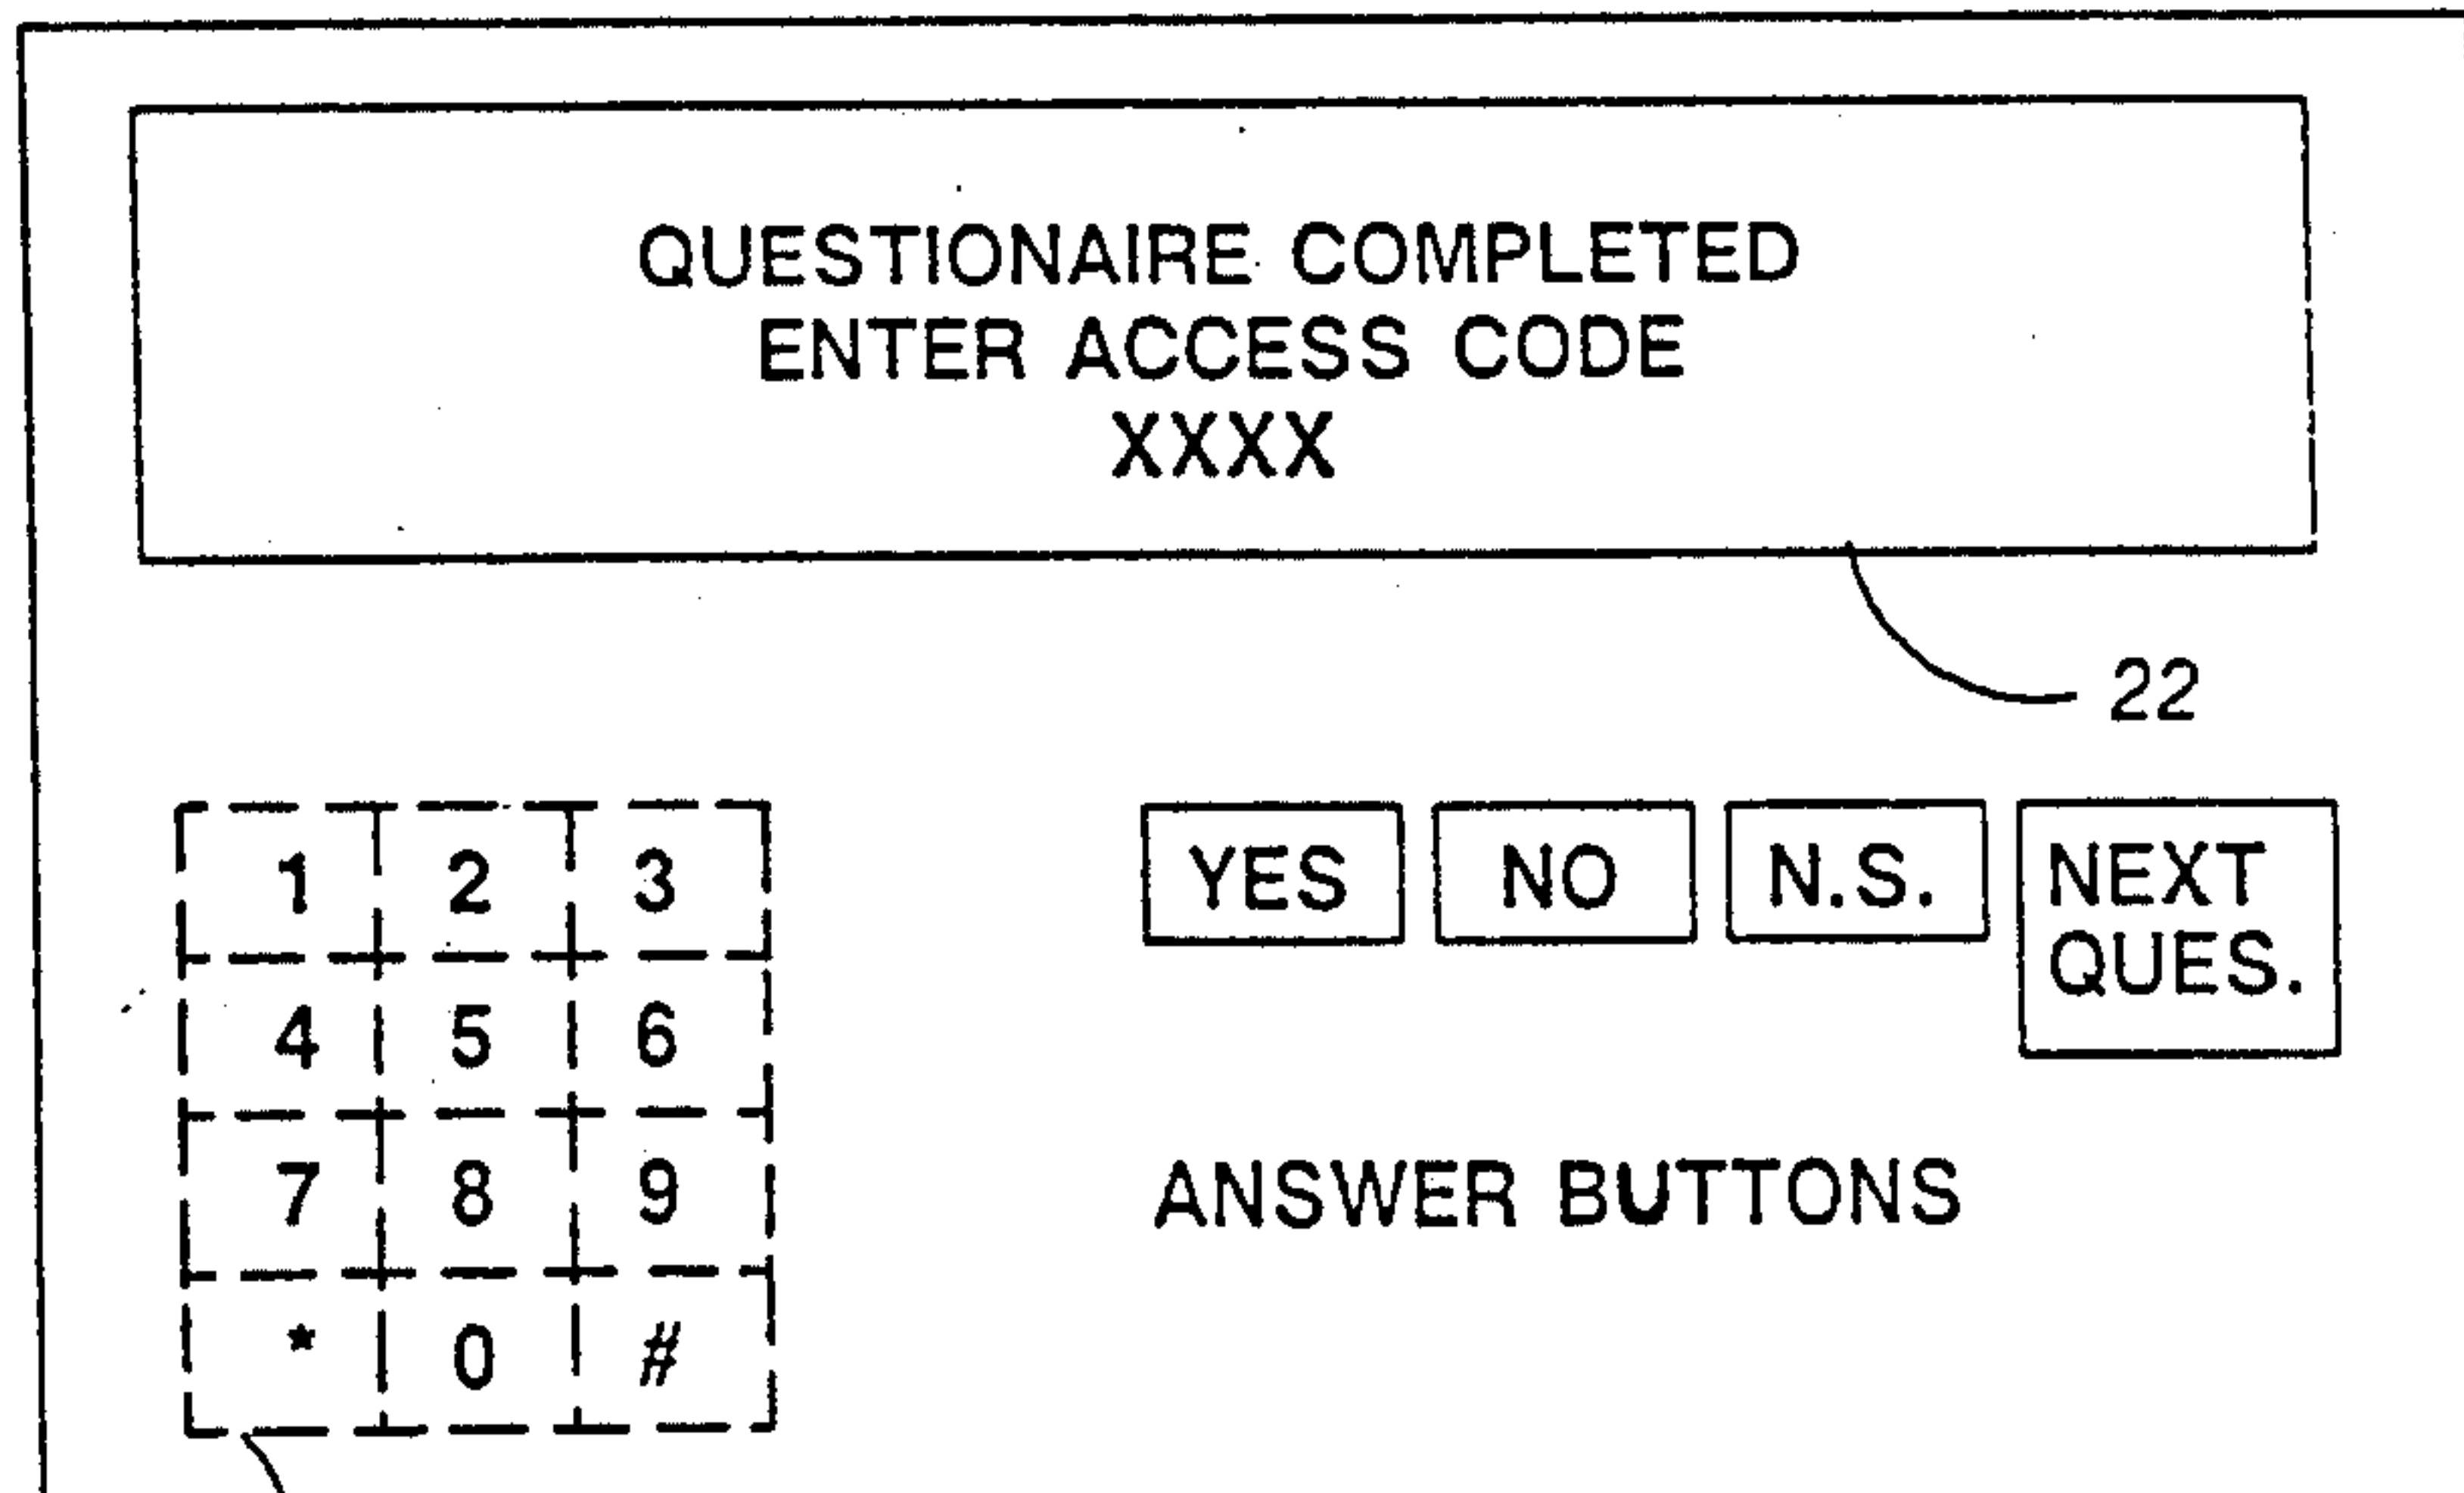 QUESTIONAIRE COMPLETED
ENTER ACCESS CODE
XXXX
22
1 2 3
4 5 6
7 8 9
* 0 #
YES NO N.S. NEXT
QUES.
ANSWER BUTTONS